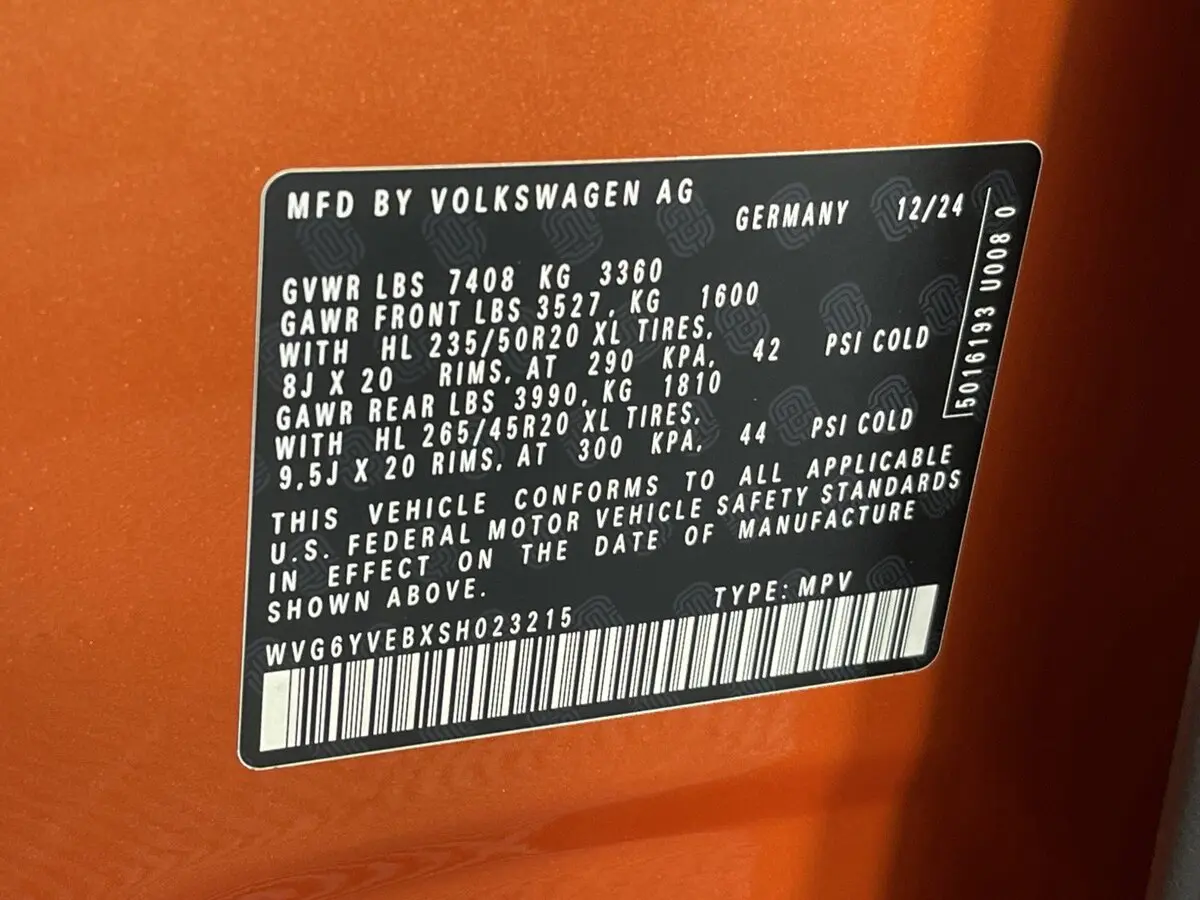 MFD BY VOLKSWAGEN AG
GERMANY 12/24
GVWR LBS 7408 KG 3360
GAWR FRONT LBS 3527, KG 1600
WITH HL 235/50R20 XL TIRES,
8J X 20 RIMS, AT 290 KPA, 42 PSI COLD
GAWR REAR LBS 3990, KG 1810
WITH HL 265/45R20 XL TIRES,
9,5J X 20 RIMS, AT 300 KPA, 44 PSI COLD
THIS VEHICLE CONFORMS TO ALL APPLICABLE
U.S. FEDERAL MOTOR VEHICLE SAFETY STANDARDS
IN EFFECT ON THE DATE OF MANUFACTURE
SHOWN ABOVE.
WVG6YVEBXSH023215 TYPE: MPV
5016193 U008 0